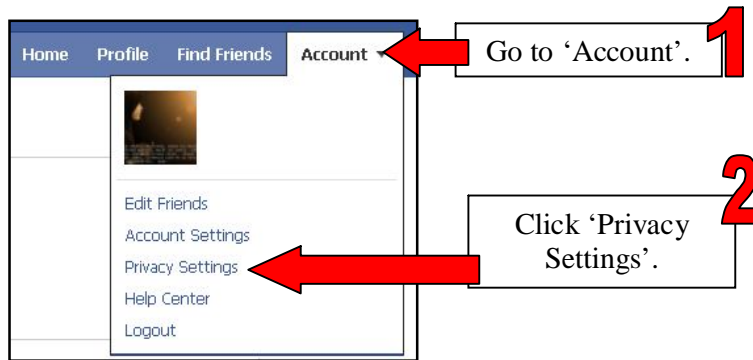 Home Profile Find Friends Account
Go to ‘Account’.
1
Edit Friends
Account Settings
Privacy Settings
Help Center
Logout
2
Click ‘Privacy
Settings’.